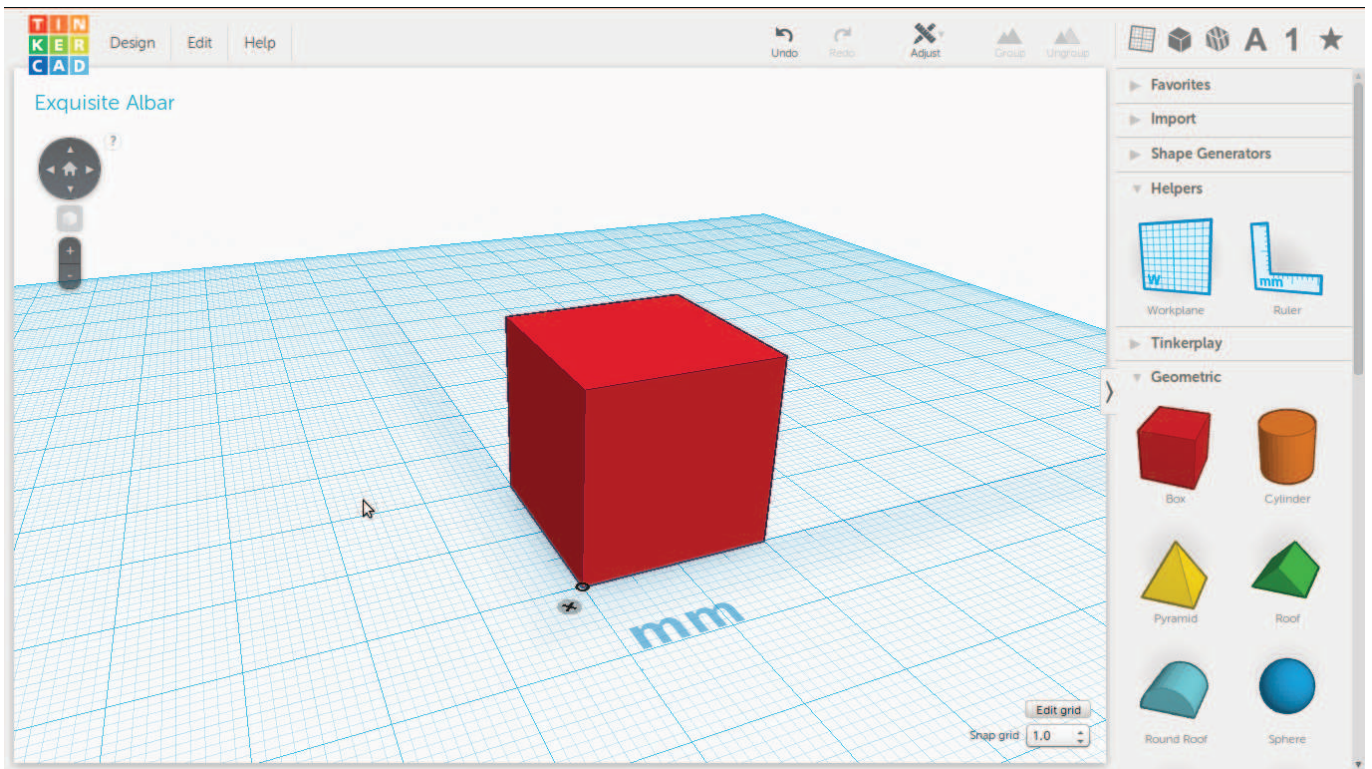 TIN
KER
CAD
Design Edit Help
Undo Redo Adjust Group Ungroup
A 1
Exquisite Albar
?
+
-
mm
Edit grid
Snap grid 1.0
Favorites
Import
Shape Generators
Helpers
W mm
Workplane Ruler
Tinkerplay
Geometric
Box Cylinder
Pyramid Roof
Round Roof Sphere